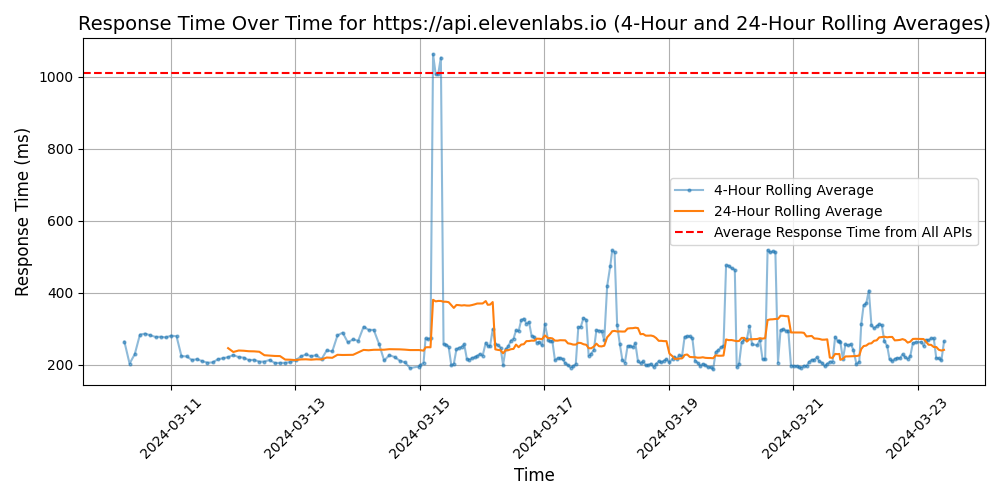 Response Time Over Time for https://api.elevenlabs.io (4-Hour and 24-Hour Rolling Averages)
Response Time (ms)
1000
800
600
400
200
4-Hour Rolling Average
24-Hour Rolling Average
Average Response Time from All APIs
2024-03-11
2024-03-13
2024-03-15
2024-03-17
2024-03-19
2024-03-21
2024-03-23
Time